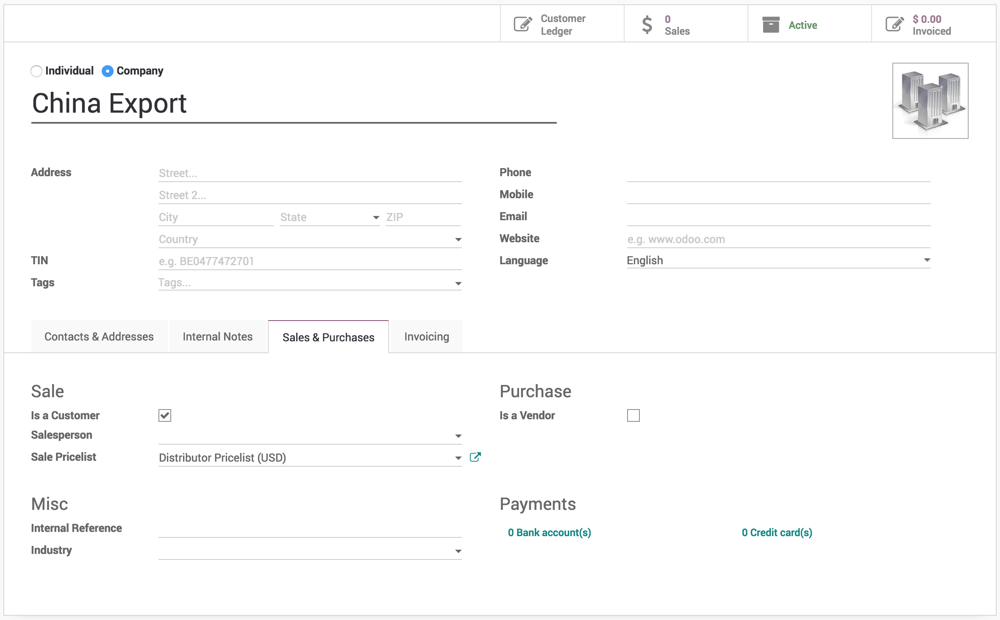 Customer
Ledger
0
Sales
Active
$ 0.00
Invoiced
Individual Company
China Export
Address Street...
Street 2...
City State ZIP
Country
TIN e.g. BE0477472701
Tags Tags...
Phone
Mobile
Email
Website e.g. www.odoo.com
Language English
Contacts & Addresses Internal Notes Sales & Purchases Invoicing
Sale
Is a Customer
Salesperson
Sale Pricelist Distributor Pricelist (USD)
Purchase
Is a Vendor
Misc
Internal Reference
Industry
Payments
0 Bank account(s) 0 Credit card(s)